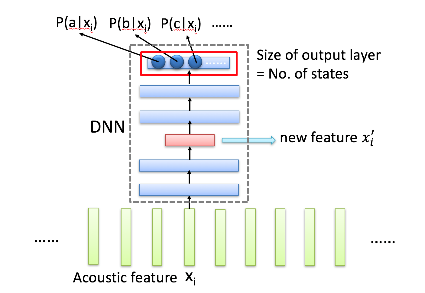 P(a|xᵢ) P(b|xᵢ) P(c|xᵢ) ......
......
Size of output layer
= No. of states
DNN
new feature x′ᵢ
...... ......
Acoustic feature xᵢ